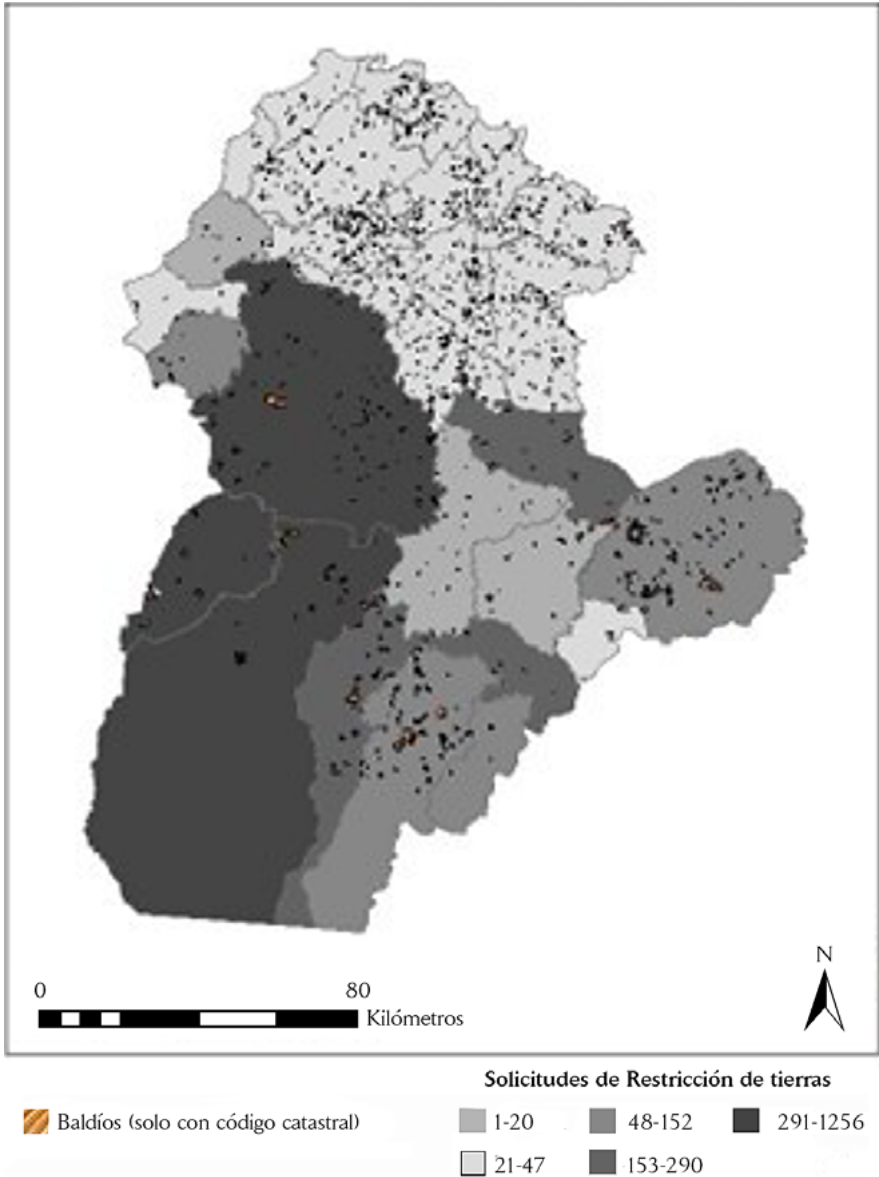 N
0 80
Kilómetros
Solicitudes de Restricción de tierras
Baldíos (solo con código catastral)
1-20 48-152 291-1256
21-47 153-290